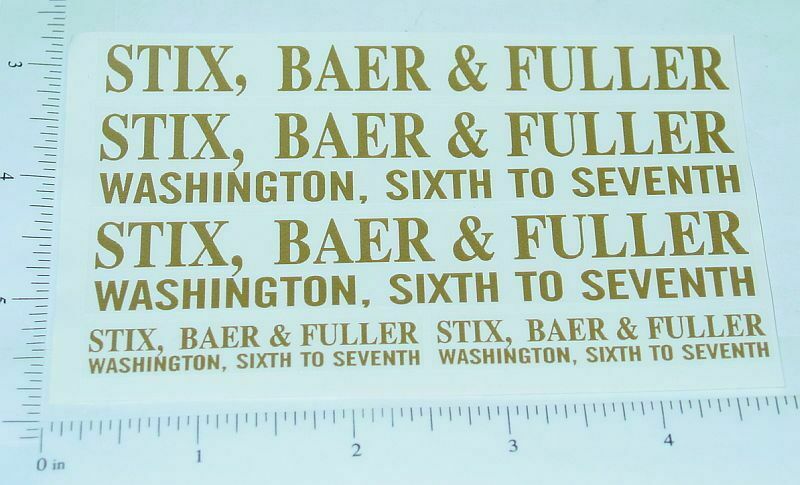 STIX, BAER & FULLER
STIX, BAER & FULLER
WASHINGTON, SIXTH TO SEVENTH
STIX, BAER & FULLER
WASHINGTON, SIXTH TO SEVENTH
STIX, BAER & FULLER
WASHINGTON, SIXTH TO SEVENTH
STIX, BAER & FULLER
WASHINGTON, SIXTH TO SEVENTH
3
4
5
0 in 1 2 3 4